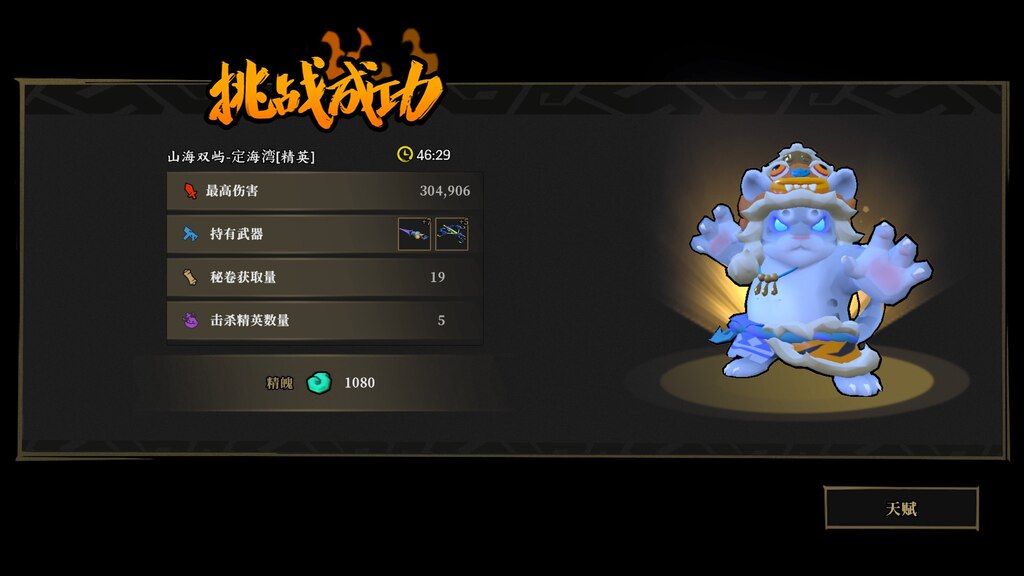 挑战成功
山海双屿-定海湾[精英] 46:29
最高伤害 304,906
持有武器
秘卷获取量 19
击杀精英数量 5
精魄 1080
天赋